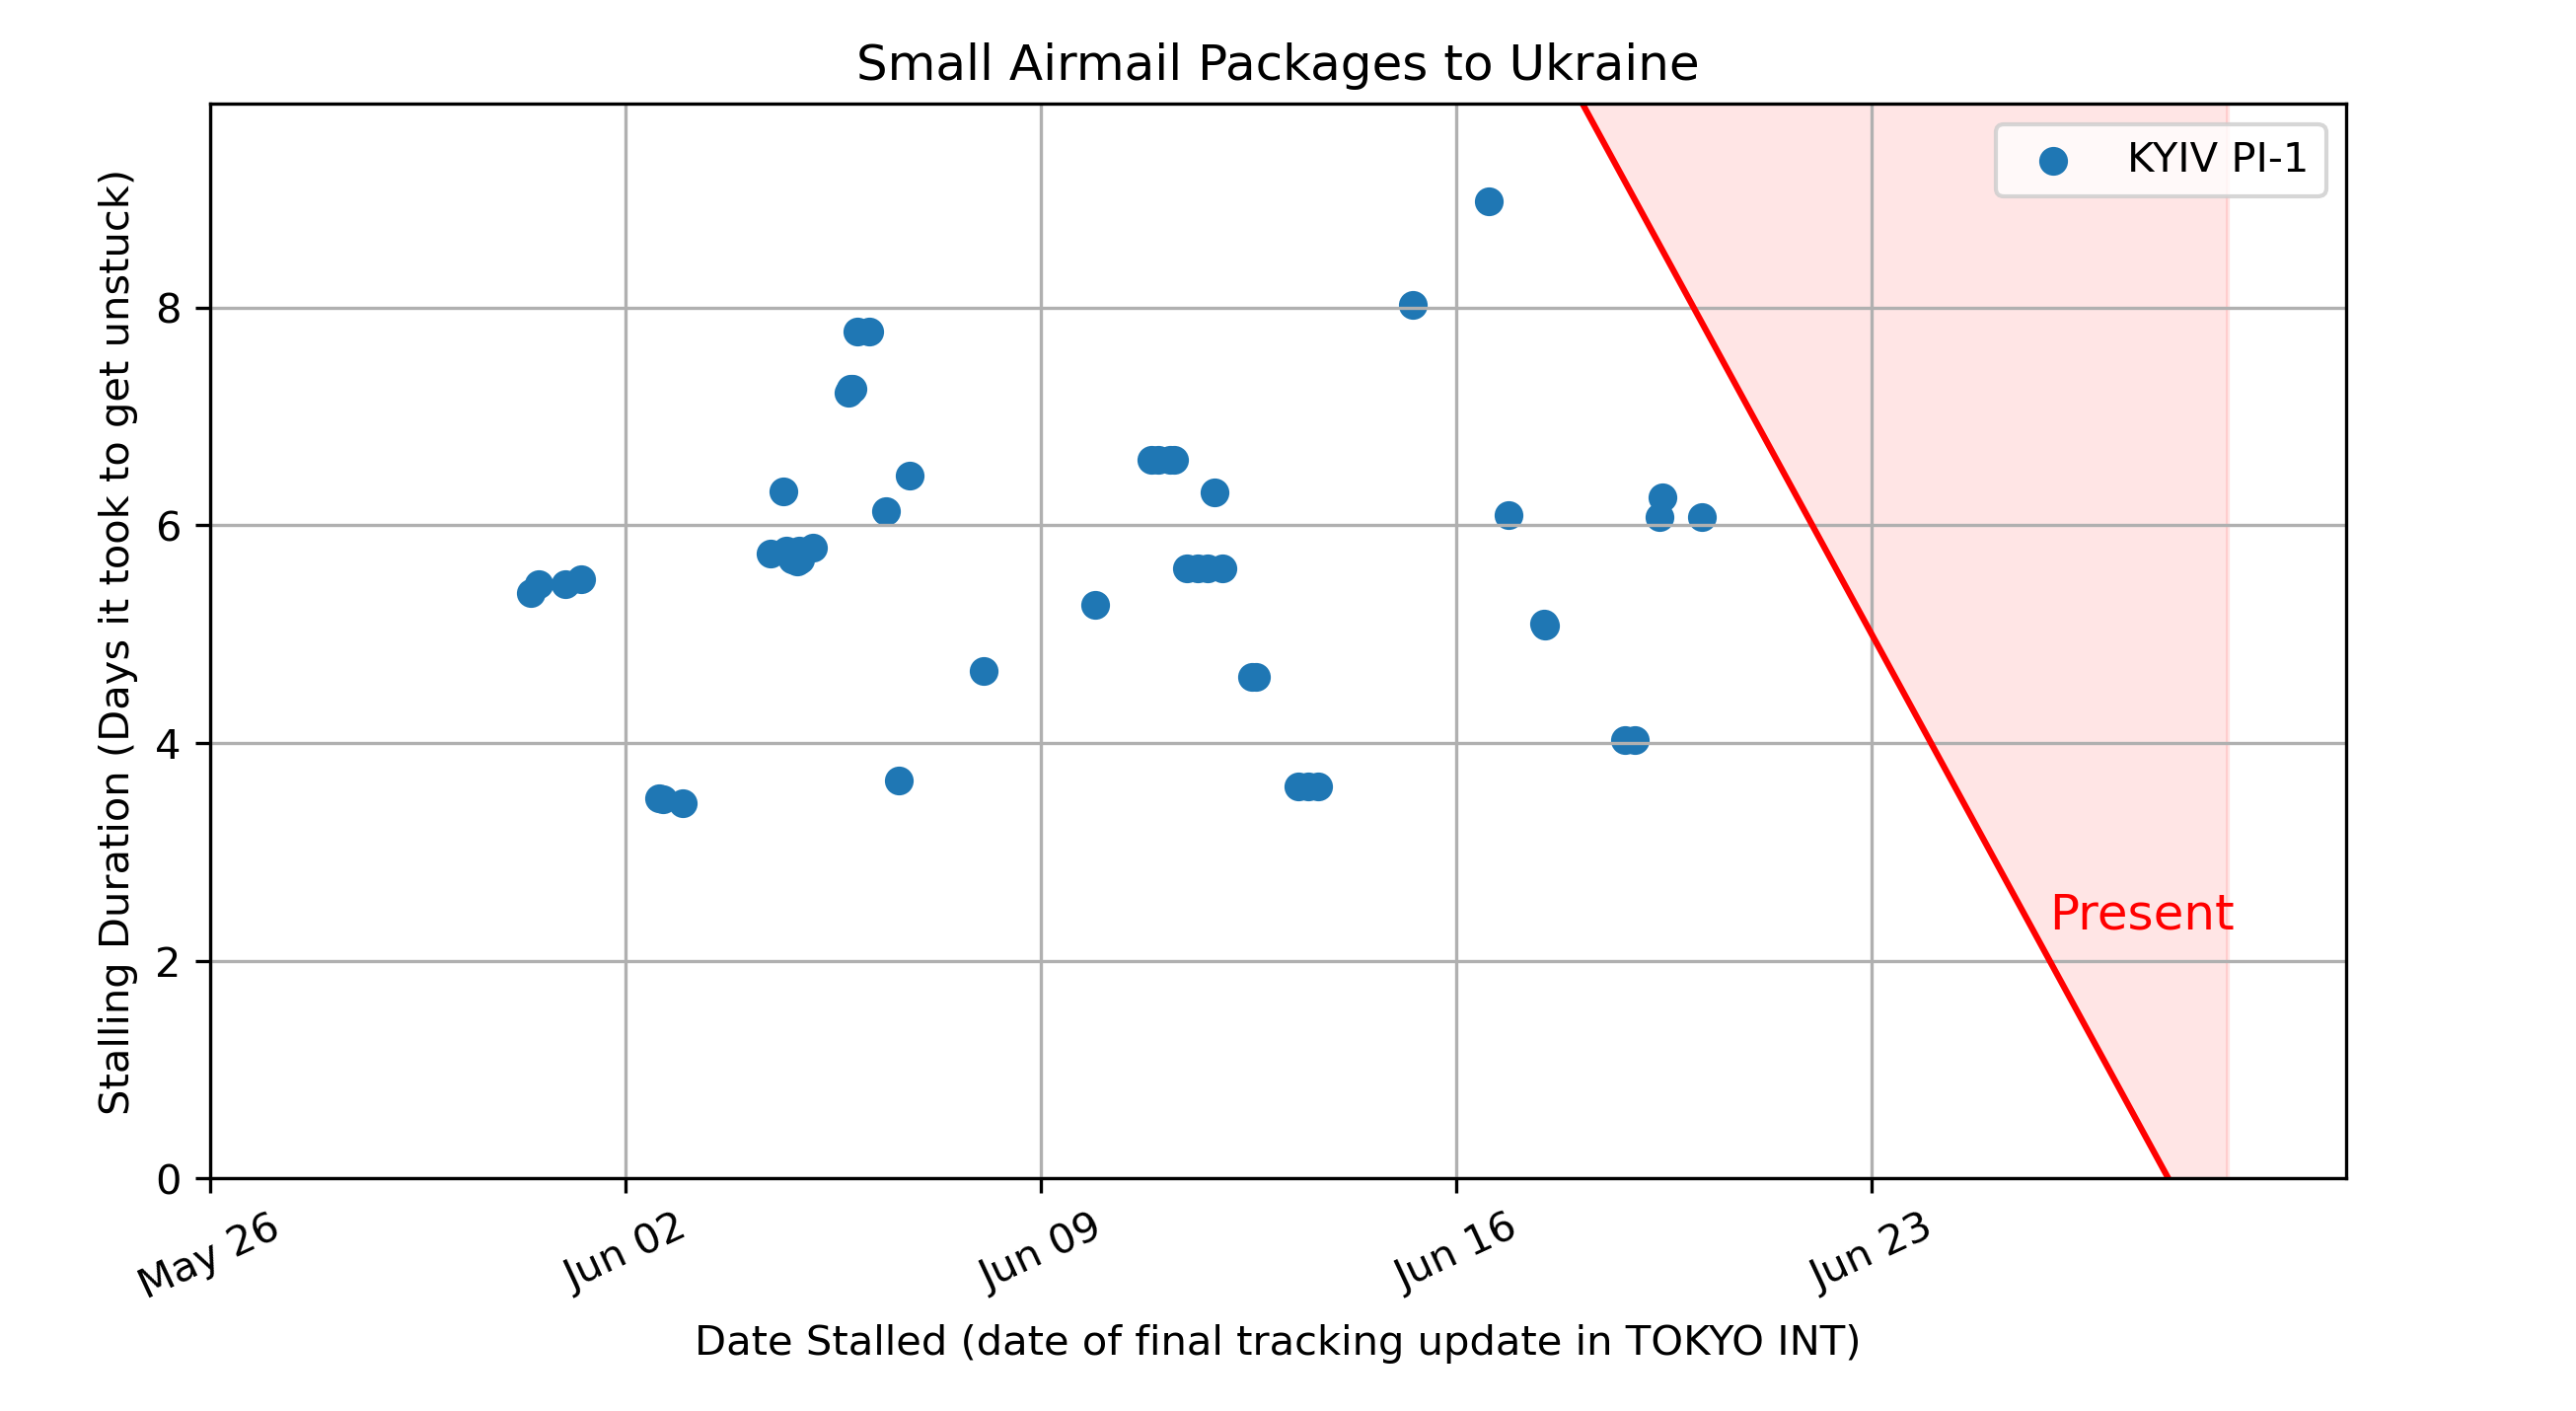 Small Airmail Packages to Ukraine
KYIV PI-1
Stalling Duration (Days it took to get unstuck)
8
6
4
2
0
Present
May 26
Jun 02
Jun 09
Jun 16
Jun 23
Date Stalled (date of final tracking update in TOKYO INT)